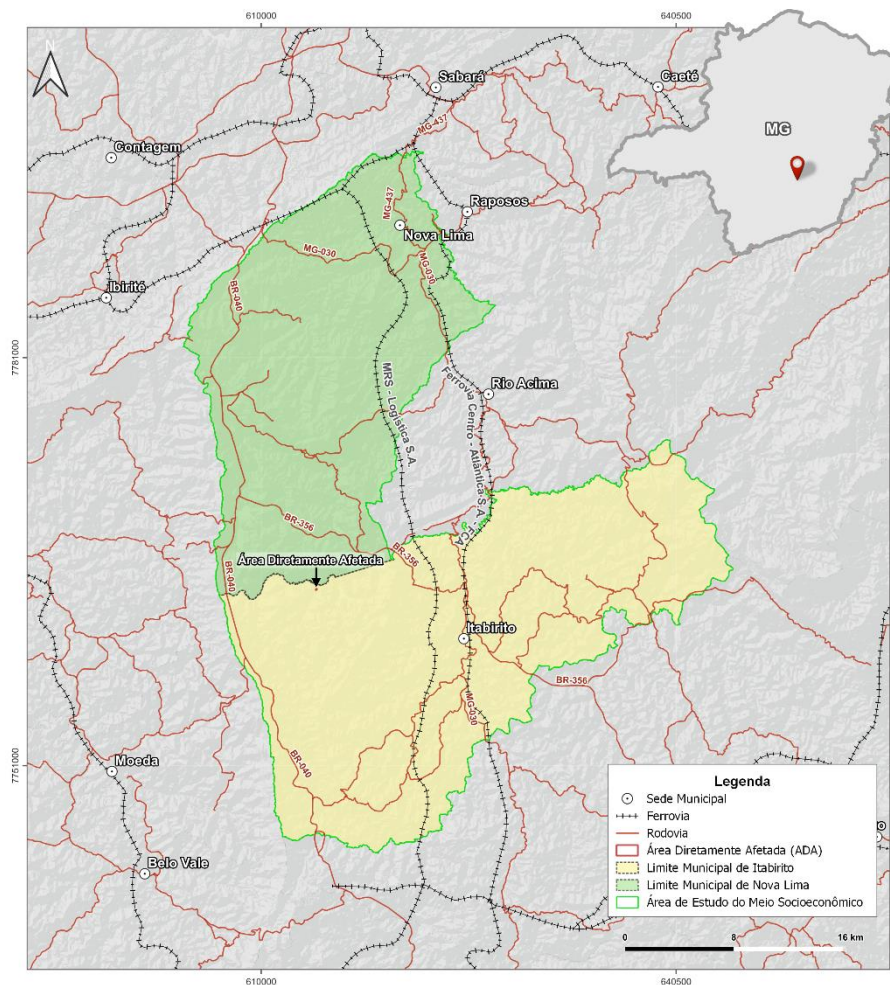 610000
640500
N
Sabará
Caeté
MG-437
MG
Contagem
Raposos
MG-437
Nova Lima
MG-030
MG-030
Ibirité
BR-040
7781000
7781000
MRS - Logística S.A.
Ferrovia Centro - Atlântica S.A. - FCA
Rio Acima
BR-356
BR-356
Área Diretamente Afetada
BR-040
Itabirito
BR-356
MG-030
BR-040
7751000
7751000
Moeda
Belo Vale
Legenda
Sede Municipal
Ferrovia
Rodovia
Área Diretamente Afetada (ADA)
Limite Municipal de Itabirito
Limite Municipal de Nova Lima
Área de Estudo do Meio Socioeconômico
0 8 16 km
610000
640500